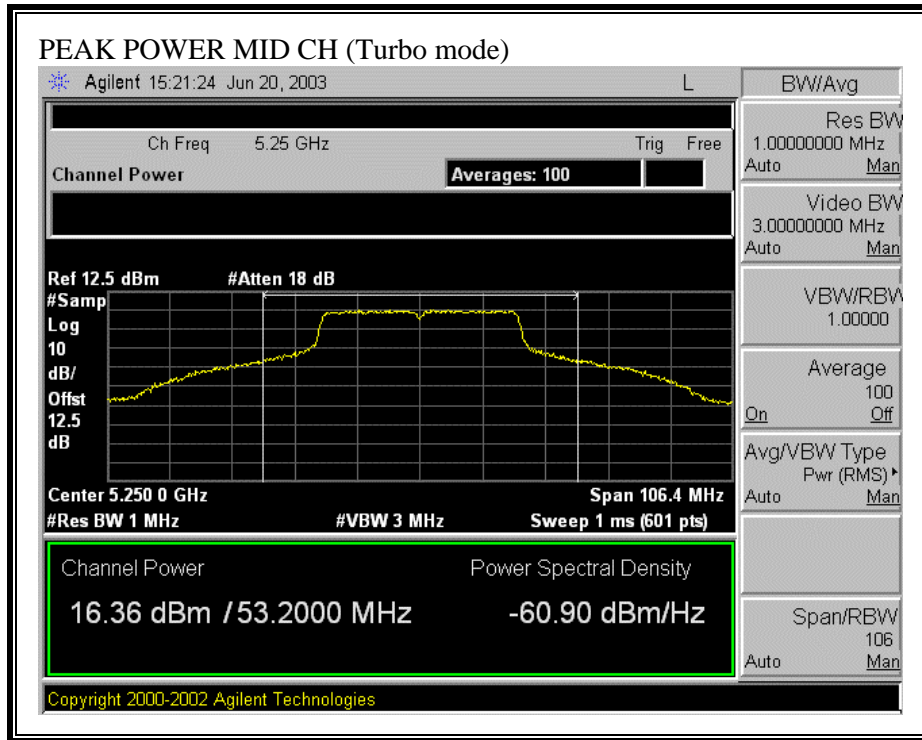 PEAK POWER MID CH (Turbo mode)
Agilent 15:21:24 Jun 20, 2003 L
Ch Freq 5.25 GHz Trig Free
Channel Power Averages: 100
Ref 12.5 dBm #Atten 18 dB
#Samp
Log
10
dB/
Offst
12.5
dB
Center 5.250 0 GHz Span 106.4 MHz
#Res BW 1 MHz #VBW 3 MHz Sweep 1 ms (601 pts)
Channel Power Power Spectral Density
16.36 dBm / 53.2000 MHz -60.90 dBm/Hz
Copyright 2000-2002 Agilent Technologies
BW/Avg
Res BW
1.00000000 MHz
Auto Man
Video BW
3.00000000 MHz
Auto Man
VBW/RBW
1.00000
Average
100
On Off
Avg/VBW Type
Pwr (RMS)
Auto Man
Span/RBW
106
Auto Man